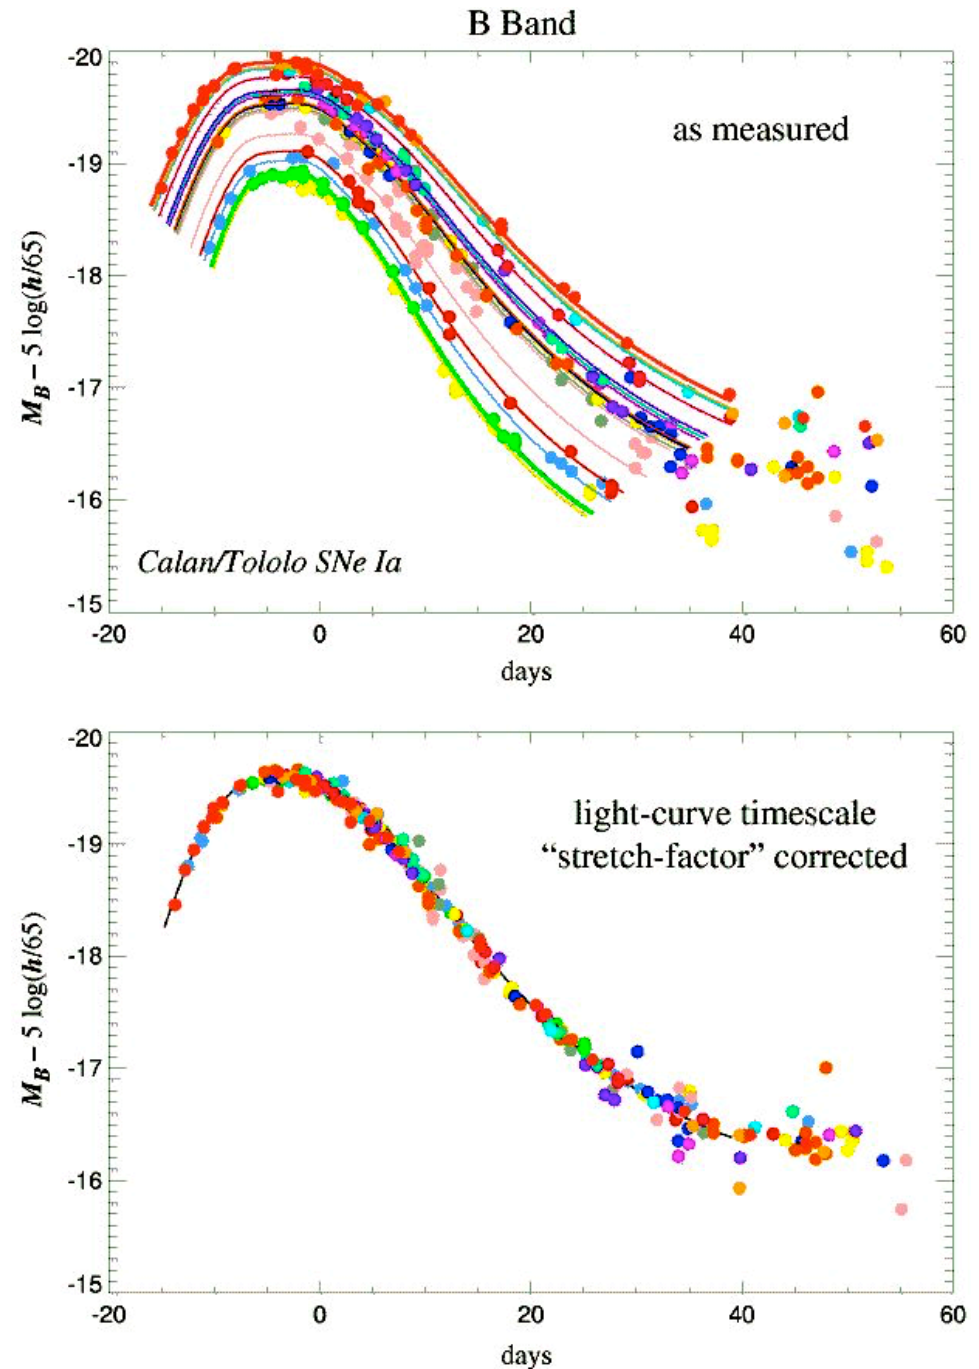 B Band
-20
-19
-18
-17
-16
-15
-20 0 20 40 60
days
M_B – 5 log(h/65)
as measured
Calan/Tololo SNe Ia
-20
-19
-18
-17
-16
-15
-20 0 20 40 60
days
M_B – 5 log(h/65)
light-curve timescale
“stretch-factor” corrected